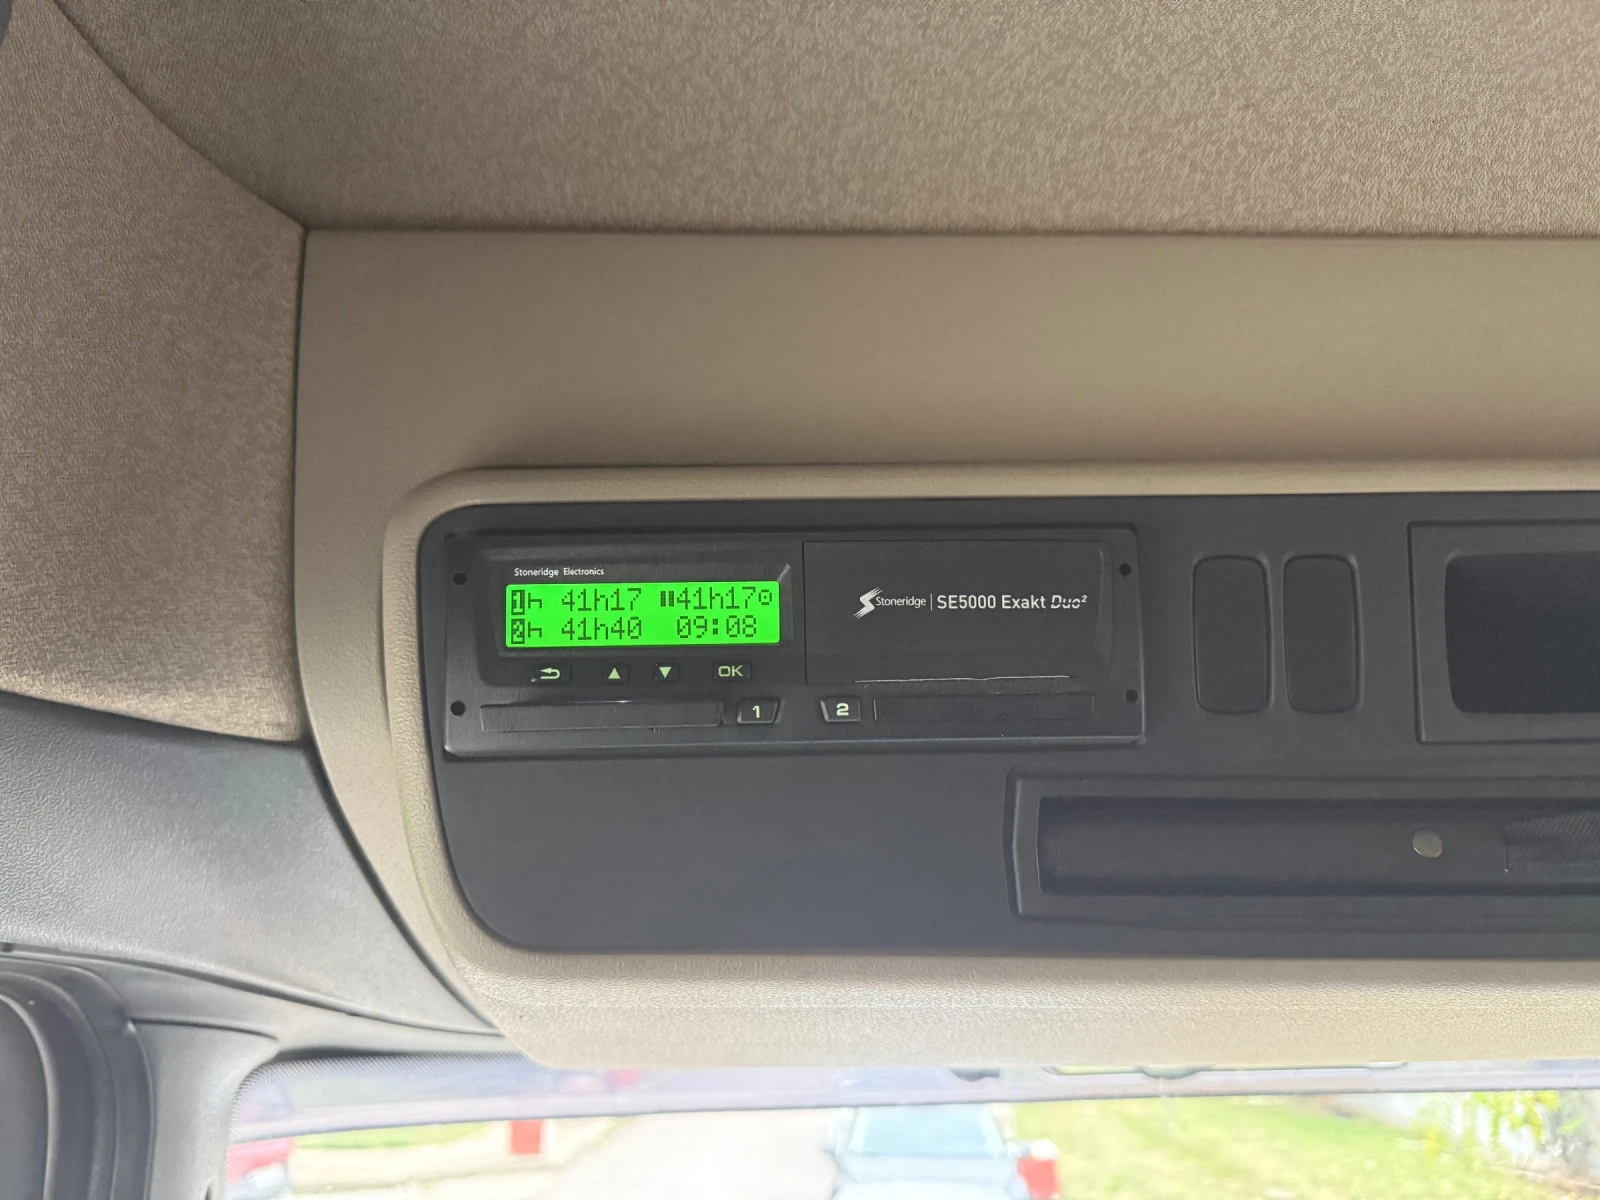 Stoneridge Electronics
1h 41h17 41h17
2h 41h40 09:08
OK
1
2
Stoneridge | SE5000 Exakt Duo²